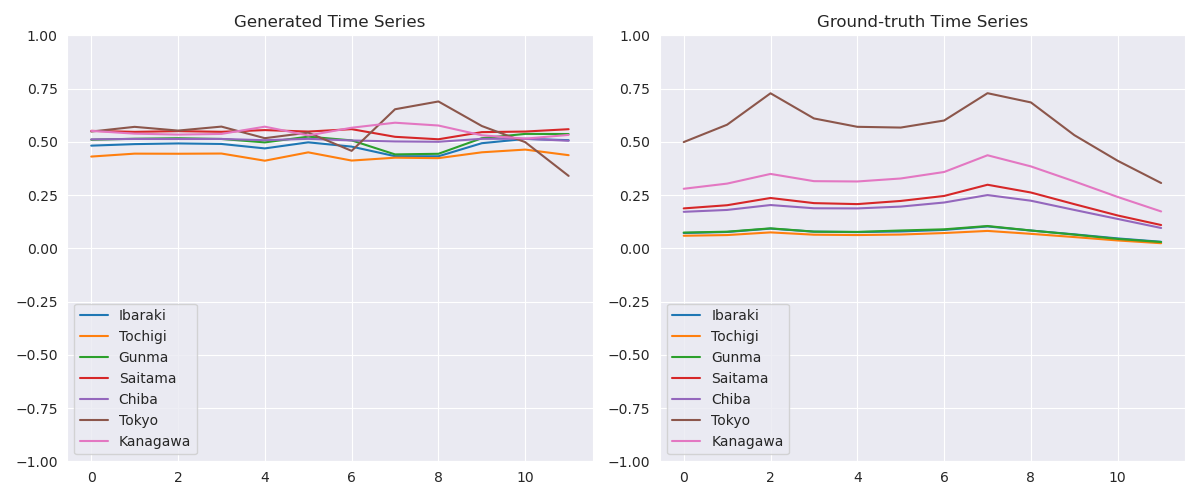 Generated Time Series
1.00
0.75
0.50
0.25
0.00
−0.25
−0.50
−0.75
−1.00
0 2 4 6 8 10
Ibaraki
Tochigi
Gunma
Saitama
Chiba
Tokyo
Kanagawa
Ground-truth Time Series
1.00
0.75
0.50
0.25
0.00
−0.25
−0.50
−0.75
−1.00
0 2 4 6 8 10
Ibaraki
Tochigi
Gunma
Saitama
Chiba
Tokyo
Kanagawa